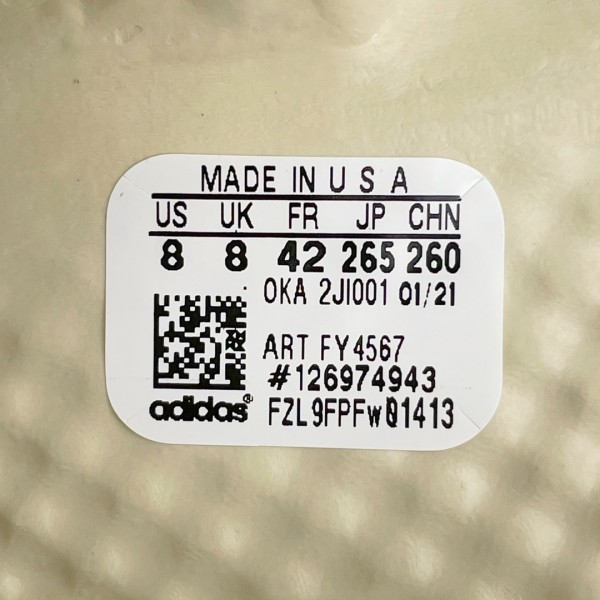 MADE IN U S A
US UK FR JP CHN
8 8 42 265 260
OKA 2JI001 01/21
ART FY4567
#126974943
adidas® FZL9FPFwQ1413